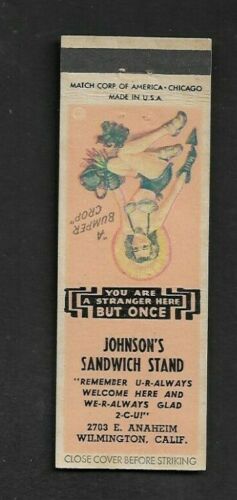 MATCH CORP OF AMERICA • CHICAGO
MADE IN U.S.A.
"A BUMPER
CROP"
YOU ARE
A STRANGER HERE
BUT ONCE
JOHNSON'S
SANDWICH STAND
"REMEMBER U-R-ALWAYS
WELCOME HERE AND
WE-R-ALWAYS GLAD
2-C-U!"
2703 E. ANAHEIM
WILMINGTON, CALIF.
CLOSE COVER BEFORE STRIKING